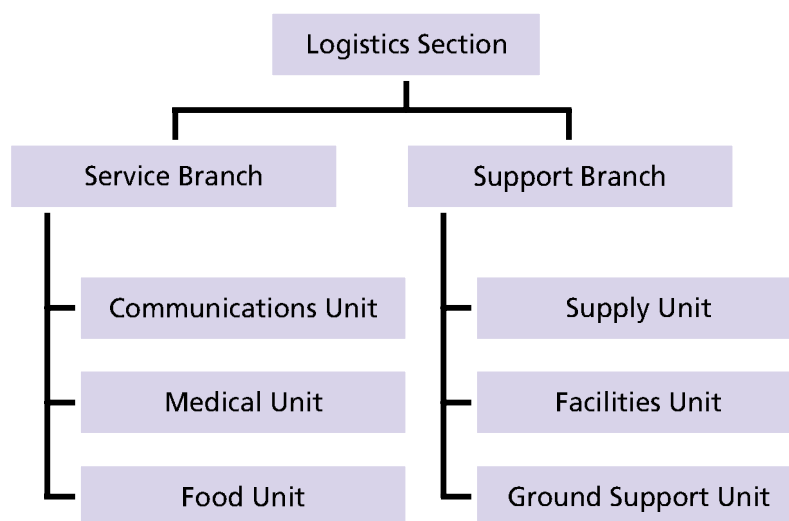 Logistics Section
Service Branch
Support Branch
Communications Unit
Supply Unit
Medical Unit
Facilities Unit
Food Unit
Ground Support Unit